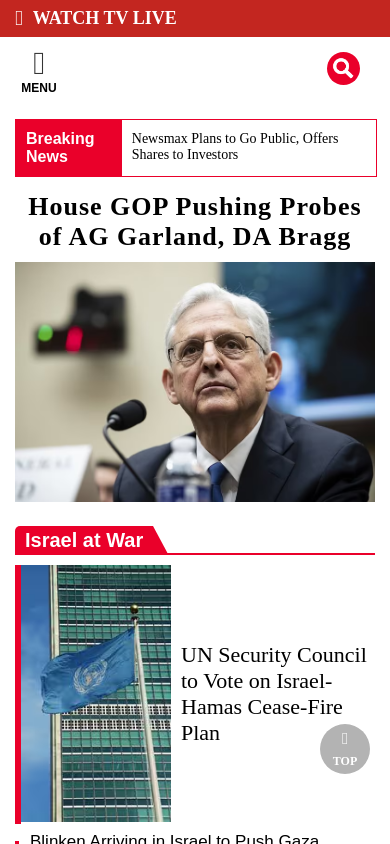 WATCH TV LIVE
MENU
Breaking
News
Newsmax Plans to Go Public, Offers
Shares to Investors
House GOP Pushing Probes
of AG Garland, DA Bragg
Israel at War
UN Security Council
to Vote on Israel-
Hamas Cease-Fire
Plan
TOP
Blinken Arriving in Israel to Push Gaza